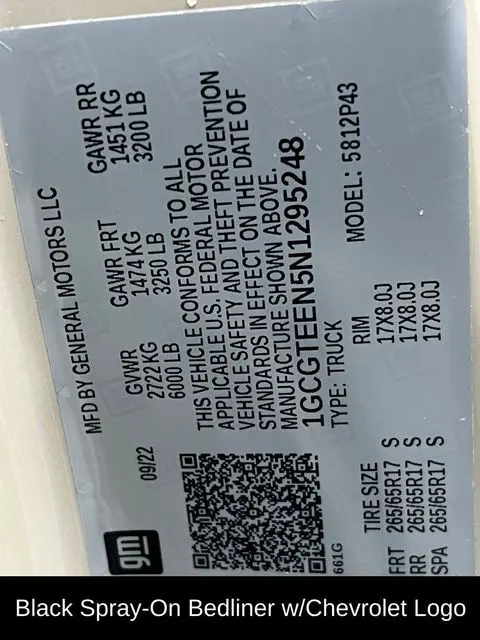 MFD BY GENERAL MOTORS LLC
09/22
GVWR
2722 KG
6000 LB
GAWR FRT
1474 KG
3250 LB
GAWR RR
1451 KG
3200 LB
THIS VEHICLE CONFORMS TO ALL
APPLICABLE U.S. FEDERAL MOTOR
VEHICLE SAFETY AND THEFT PREVENTION
STANDARDS IN EFFECT ON THE DATE OF
MANUFACTURE SHOWN ABOVE.
1GCGTEEN5N1295248
TYPE: TRUCK
MODEL: 5812P43
gm
661G
TIRE SIZE
RIM
FRT 265/65R17 S 17X8.0J
RR 265/65R17 S 17X8.0J
SPA 265/65R17 S 17X8.0J
Black Spray-On Bedliner w/Chevrolet Logo